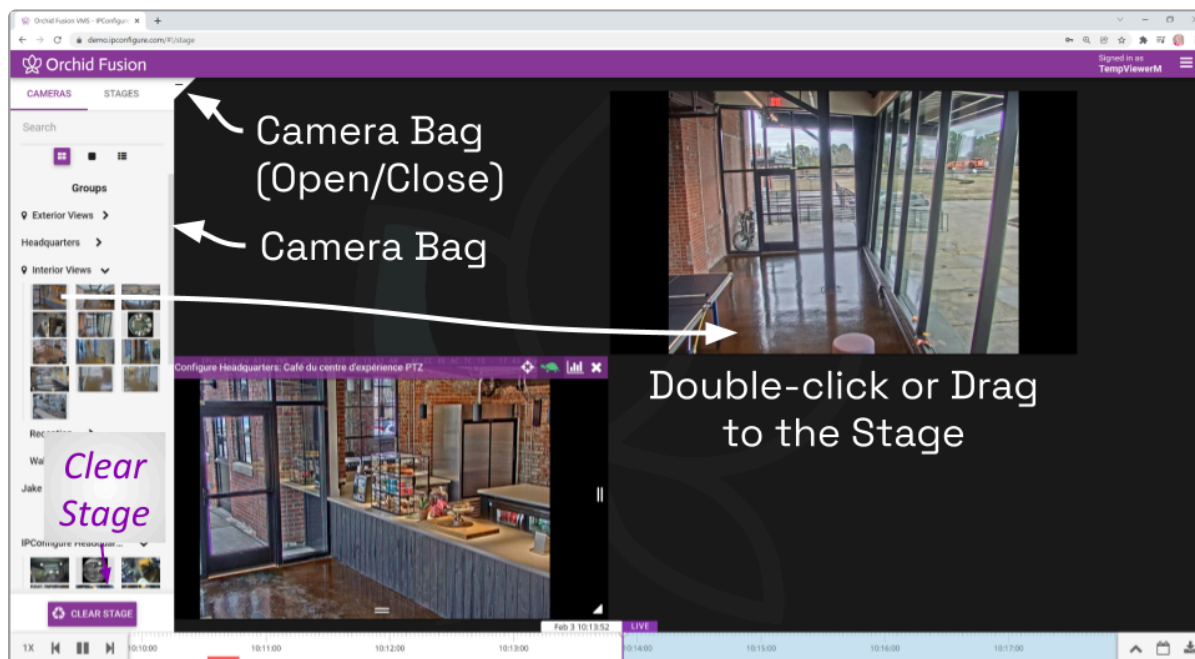 Orchid Fusion VMS - IPConfigur
demo.ipconfigure.com/#!/stage
Orchid Fusion
Signed in as
TempViewerM
CAMERAS STAGES
Search
Groups
Exterior Views
Headquarters
Interior Views
Camera Bag
(Open/Close)
Camera Bag
Configure Headquarters: Café du centre d'expérience PTZ
Double-click or Drag
to the Stage
Jake
Clear
Stage
IPConfigure Headquar...
CLEAR STAGE
Feb 3 10:13:52 LIVE
1X 10:10:00 10:11:00 10:12:00 10:13:00 10:14:00 10:15:00 10:16:00 10:17:00